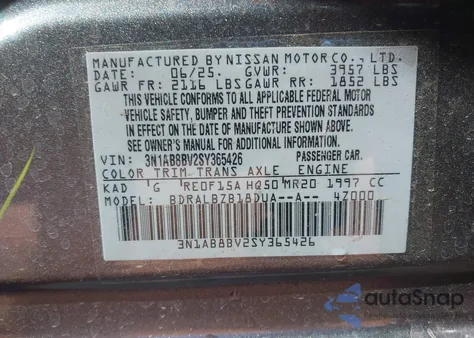 MANUFACTURED BY NISSAN MOTOR CO., LTD.
DATE: 06/25. GVWR: 3957 LBS
GAWR FR: 2116 LBS GAWR RR: 1852 LBS
THIS VEHICLE CONFORMS TO ALL APPLICABLE FEDERAL MOTOR
VEHICLE SAFETY, BUMPER AND THEFT PREVENTION STANDARDS
IN EFFECT ON THE DATE OF MANUFACTURE SHOWN ABOVE.
SEE OWNER'S MANUAL FOR ADDITIONAL INFORMATION.
VIN: 3N1AB8BV2SY365426 PASSENGER CAR.
COLOR TRIM TRANS AXLE ENGINE
KAD G RE0F15A HQ50 MR20 1997 CC
MODEL: BDRALBZB18DUA--A-- 4Z000
3N1AB8BV2SY365426
autoSnap